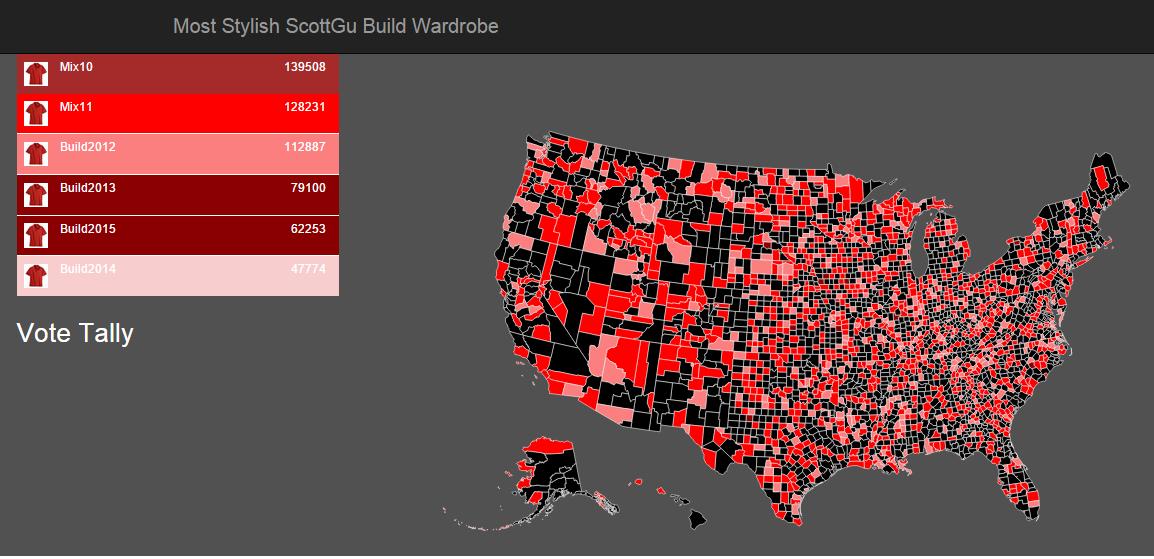 Most Stylish ScottGu Build Wardrobe
Mix10 139508
Mix11 128231
Build2012 112887
Build2013 79100
Build2015 62253
Build2014 47774
Vote Tally